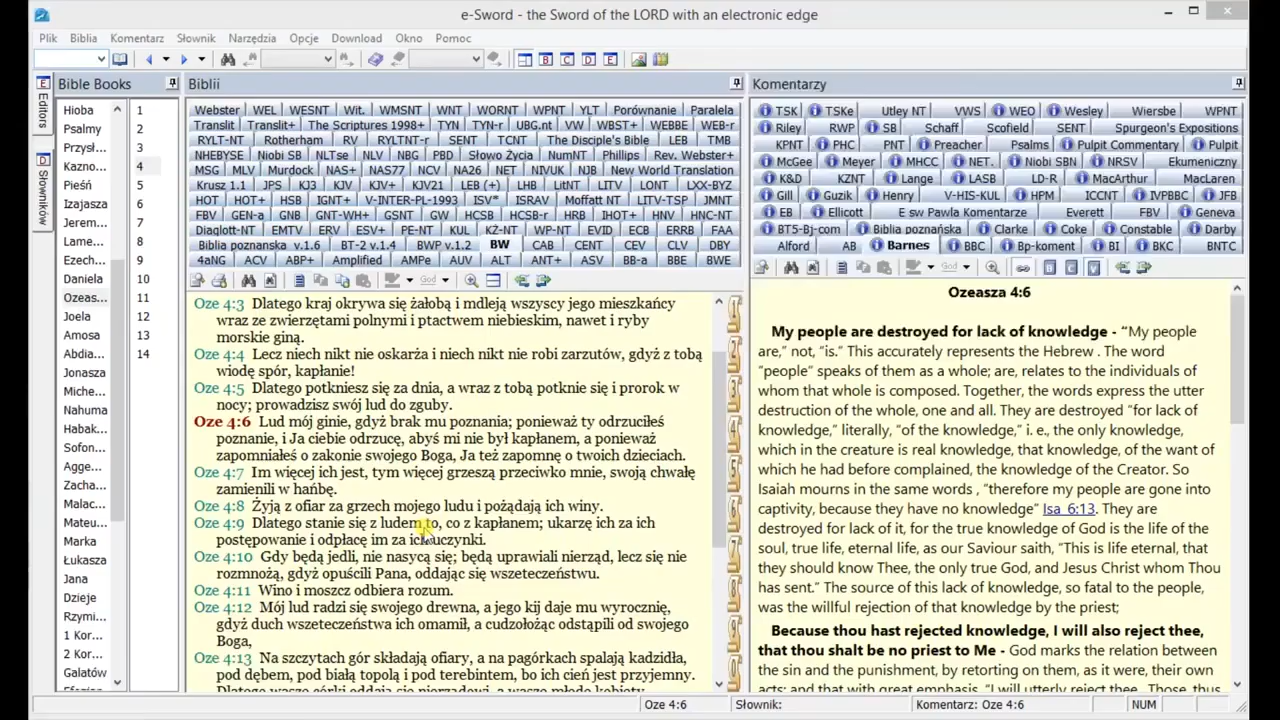 e-Sword - the Sword of the LORD with an electronic edge
Plik Biblia Komentarz Słownik Narzędzia Opcje Download Okno Pomoc
B C D E
Bible Books
Biblii
Komentarzy
E Editors
D Słowników
Hioba
Psalmy
Przysł...
Kazno...
Pieśń
Izajasza
Jerem...
Lame...
Ezech...
Daniela
Ozeas...
Joela
Amosa
Abdia...
Jonasza
Miche...
Nahuma
Habak...
Sofon...
Agge...
Zacha...
Malac...
Mateu...
Marka
Łukasza
Jana
Dzieje
Rzymi...
1 Kor...
2 Kor...
Galatów
1
2
3
4
5
6
7
8
9
10
11
12
13
14
Webster WEL WESNT Wit. WMSNT WNT WORNT WPNT YLT Porównanie Paralela
Translit Translit+ The Scriptures 1998+ TYN TYN-r UBG.nt VW WBST+ WEBBE WEB-r
RYLT-NT Rotherham RV RYLTNT-r SENT TCNT The Disciple's Bible LEB TMB
NHEBYSE Niobi SB NLTse NLV NBG PBD Słowo Życia NumNT Phillips Rev. Webster+
MSG MLV Murdock NAS+ NAS77 NCV NA26 NET NIVUK NJB New World Translation
Krusz 1.1 JPS KJ3 KJV KJV+ KJV21 LEB (+) LHB LitNT LITV LONT LXX-BYZ
HOT HOT+ HSB IGNT+ V-INTER-PL-1993 ISV* ISRAV Moffatt NT LITV-TSP JMNT
FBV GEN-a GNB GNT-WH+ GSNT GW HCSB HCSB-r HRB IHOT+ HNV HNC-NT
Diaglott-NT EMTV ERV ESV+ PE-NT KUL KŻ-NT WP-NT EVID ECB ERRB FAA
Biblia poznanska v.1.6 BT-2 v.1.4 BWP v.1.2 BW CAB CENT CEV CLV DBY
4aNG ACV ABP+ Amplified AMPe AUV ALT ANT+ ASV BB-a BBE BWE
Oze 4:3 Dlatego kraj okrywa się żałobą i mdleją wszyscy jego mieszkańcy
wraz ze zwierzętami polnymi i ptactwem niebieskim, nawet i ryby
morskie giną.
Oze 4:4 Lecz niech nikt nie oskarża i niech nikt nie robi zarzutów, gdyż z tobą
wiodę spór, kapłanie!
Oze 4:5 Dlatego potkniesz się za dnia, a wraz z tobą potknie się i prorok w
nocy; prowadzisz swój lud do zguby.
Oze 4:6 Lud mój ginie, gdyż brak mu poznania; ponieważ ty odrzuciłeś
poznanie, i Ja ciebie odrzucę, abyś mi nie był kapłanem, a ponieważ
zapomniałeś o zakonie swojego Boga, Ja też zapomnę o twoich dzieciach.
Oze 4:7 Im więcej ich jest, tym więcej grzeszą przeciwko mnie, swoją chwałę
zamienili w hańbę.
Oze 4:8 Żyją z ofiar za grzech mojego ludu i pożądają ich winy.
Oze 4:9 Dlatego stanie się z ludem to, co z kapłanem; ukarzę ich za ich
postępowanie i odpłacę im za ich uczynki.
Oze 4:10 Gdy będą jedli, nie nasycą się; będą uprawiali nierząd, lecz się nie
rozmnożą, gdyż opuścili Pana, oddając się wszeteczeństwu.
Oze 4:11 Wino i moszcz odbiera rozum.
Oze 4:12 Mój lud radzi się swojego drewna, a jego kij daje mu wyrocznię,
gdyż duch wszeteczeństwa ich omamił, a cudzołożąc odstąpili od swojego
Boga,
Oze 4:13 Na szczytach gór składają ofiary, a na pagórkach spalają kadzidła,
pod dębem, pod białą topolą i pod terebintem, bo ich cień jest przyjemny.
Dlatego wasze córki oddają się nierządowi, a wasze młode kobiety
TSK TSKe Utley NT VWS WEO Wesley Wiersbe WPNT
Riley RWP SB Schaff Scofield SENT Spurgeon's Expositions
KPNT PHC PNT Preacher Psalms Pulpit Commentary Pulpit
McGee Meyer MHCC NET. Niobi SBN NRSV Ekumeniczny
K&D KZNT Lange LASB LD-R MacArthur MacLaren
Gill Guzik Henry V-HIS-KUL HPM ICCNT IVPBBC JFB
EB Ellicott E sw Pawla Komentarze Everett FBV Geneva
BT5-Bj-com Biblia poznańska Clarke Coke Constable Darby
Alford AB Barnes BBC Bp-koment BI BKC BNTC
Ozeasza 4:6
My people are destroyed for lack of knowledge - “My people
are,” not, “is.” This accurately represents the Hebrew . The word
“people” speaks of them as a whole; are, relates to the individuals of
whom that whole is composed. Together, the words express the utter
destruction of the whole, one and all. They are destroyed “for lack of
knowledge,” literally, “of the knowledge,” i. e., the only knowledge,
which in the creature is real knowledge, that knowledge, of the want of
which he had before complained, the knowledge of the Creator. So
Isaiah mourns in the same words , “therefore my people are gone into
captivity, because they have no knowledge” Isa_6:13. They are
destroyed for lack of it, for the true knowledge of God is the life of the
soul, true life, eternal life, as our Saviour saith, “This is life eternal, that
they should know Thee, the only true God, and Jesus Christ whom Thou
has sent.” The source of this lack of knowledge, so fatal to the people,
was the willful rejection of that knowledge by the priest;
Because thou hast rejected knowledge, I will also reject thee,
that thou shalt be no priest to Me - God marks the relation between
the sin and the punishment, by retorting on them, as it were, their own
acts; and that with great emphasis, “I will utterly reject thee. Those, thus
Oze 4:6 Słownik: Komentarz: Oze 4:6 NUM